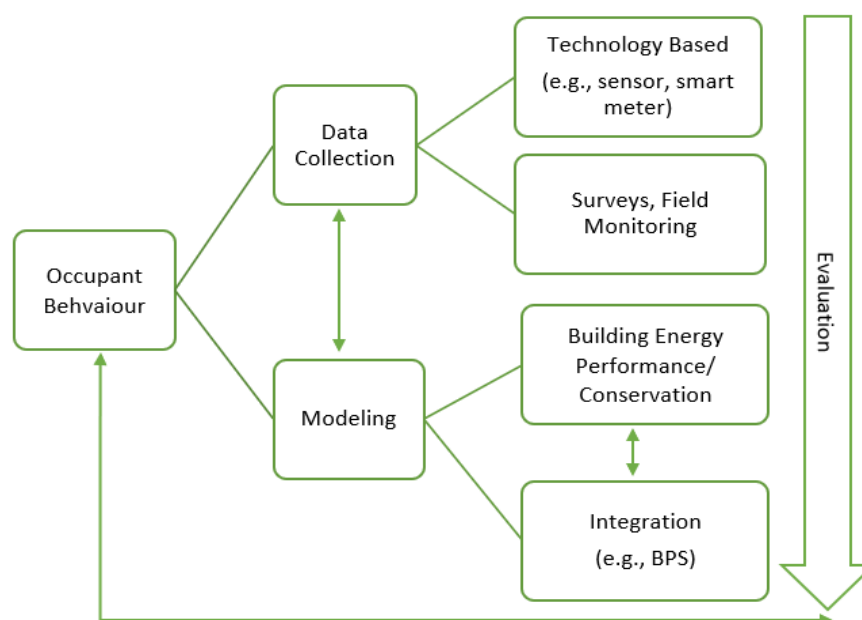 Technology Based
(e.g., sensor, smart
meter)
Data
Collection
Surveys, Field
Monitoring
Occupant
Behvaiour
Building Energy
Performance/
Conservation
Modeling
Integration
(e.g., BPS)
Evaluation